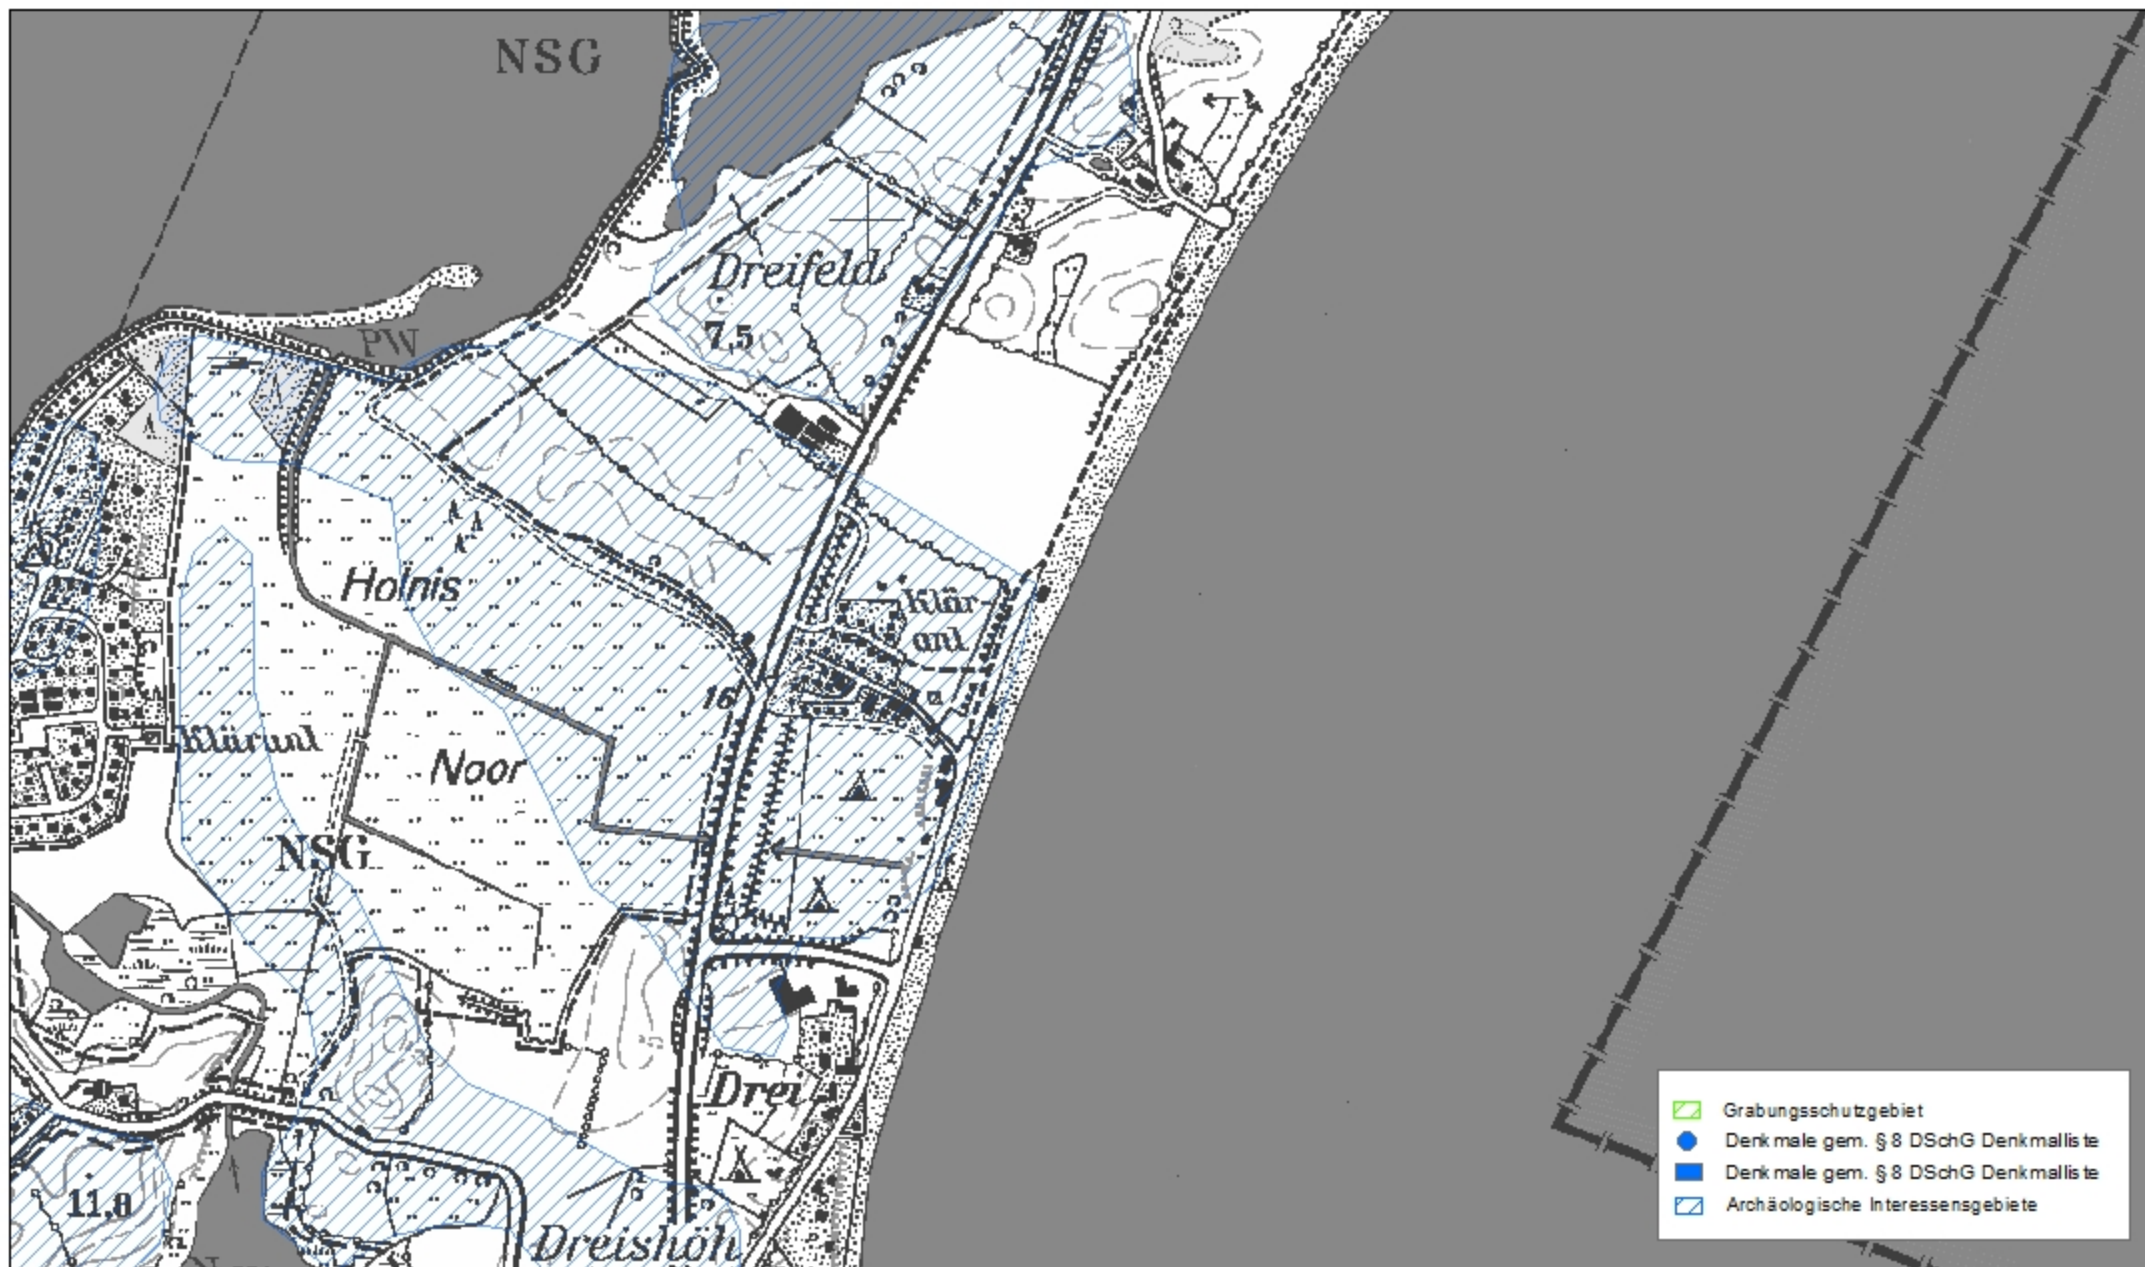 NSG
Dreifeld
PW
7,5
Holnis
Klär-
anl
16
Kläranl
Noor
NSG
Drei
11,8
Dreishöh
Grabungsschutzgebiet
Denkmale gem. § 8 DSchG Denkmalliste
Denkmale gem. § 8 DSchG Denkmalliste
Archäologische Interessensgebiete